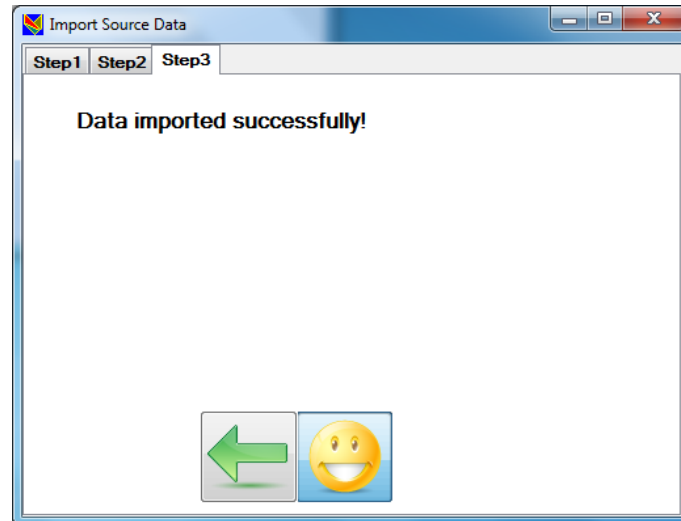 Import Source Data
Step1 Step2 Step3
Data imported successfully!